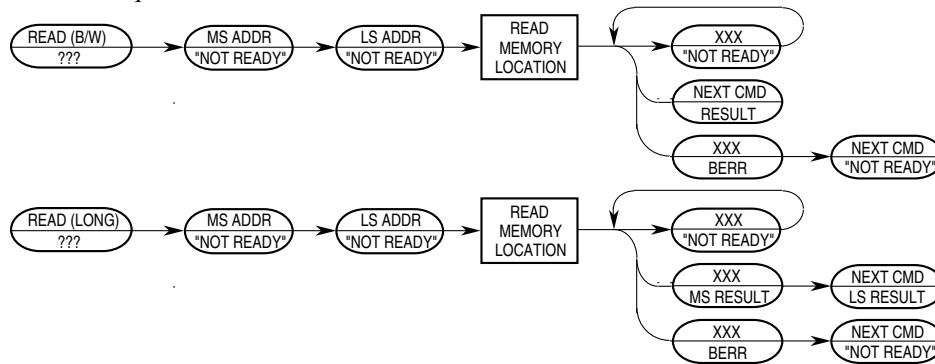 READ (B/W)
???
MS ADDR
"NOT READY"
LS ADDR
"NOT READY"
READ
MEMORY
LOCATION
XXX
"NOT READY"
NEXT CMD
RESULT
XXX
BERR
NEXT CMD
"NOT READY"
READ (LONG)
???
MS ADDR
"NOT READY"
LS ADDR
"NOT READY"
READ
MEMORY
LOCATION
XXX
"NOT READY"
XXX
MS RESULT
NEXT CMD
LS RESULT
XXX
BERR
NEXT CMD
"NOT READY"